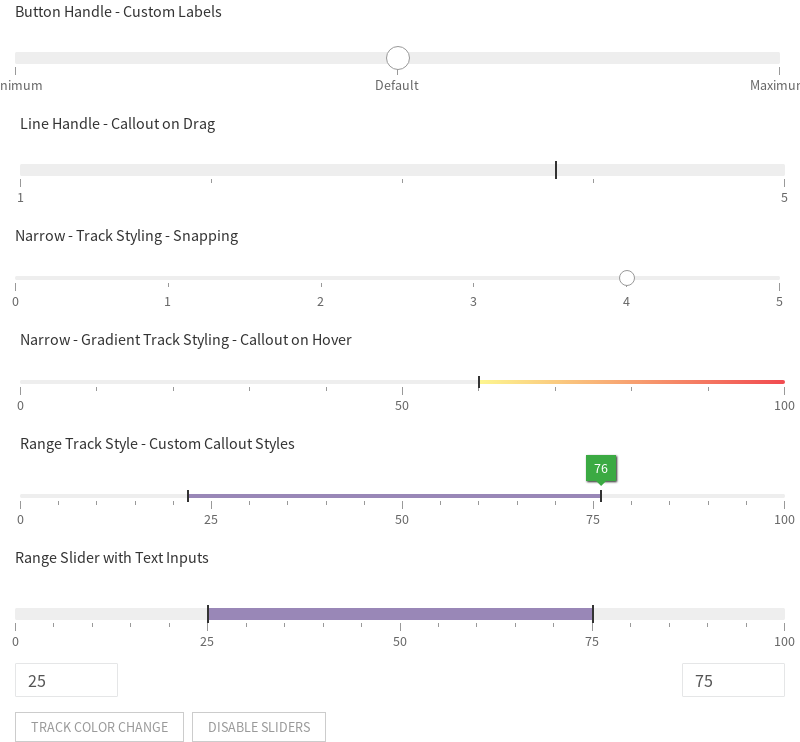 Button Handle - Custom Labels
nimum Default Maximur
Line Handle - Callout on Drag
1 5
Narrow - Track Styling - Snapping
0 1 2 3 4 5
Narrow - Gradient Track Styling - Callout on Hover
0 50 100
Range Track Style - Custom Callout Styles
76
0 25 50 75 100
Range Slider with Text Inputs
0 25 50 75 100
25 75
TRACK COLOR CHANGE DISABLE SLIDERS